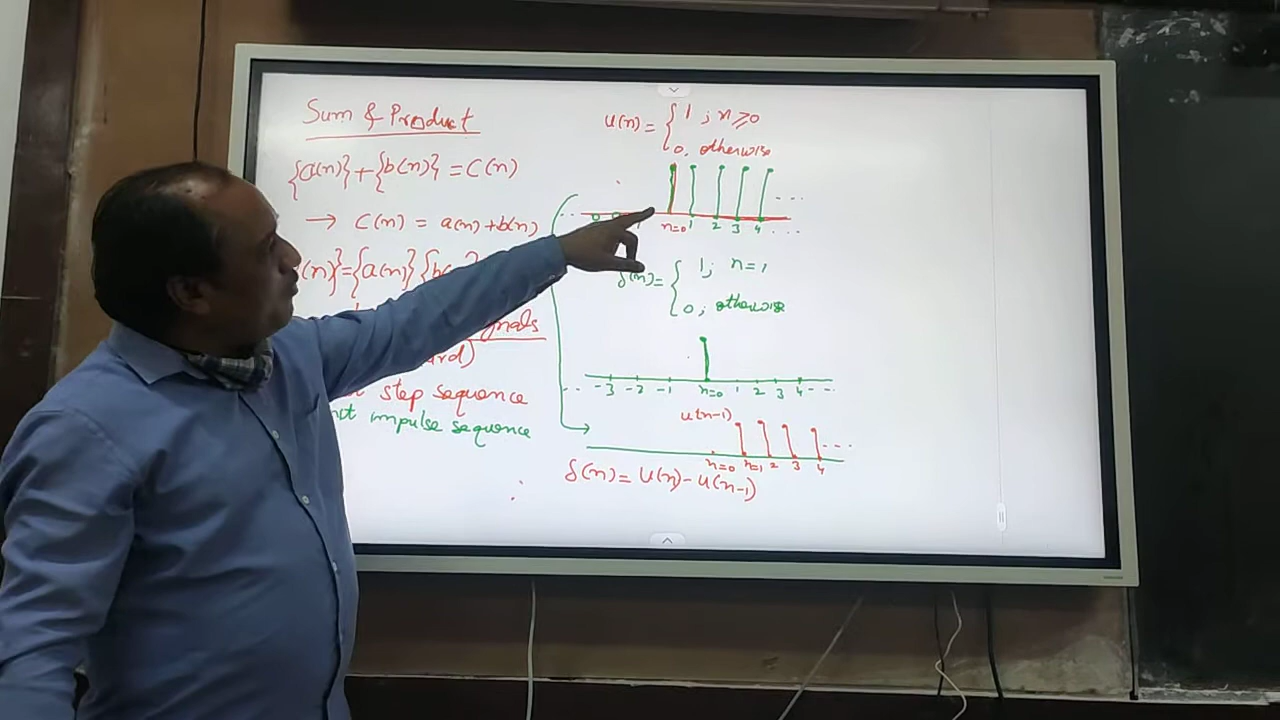 Sum & Product
{a(n)}+{b(n)} = C(n)
→ C(n) = a(n)+b(n)
(n)}={a(n)}{b
step sequence
impulse sequence
u(n)= { 1 ; n ≥0
0, otherwise
n=0 1 2 3 4 ...
δ(n)= { 1; n=1
0; otherwise
... -3 -2 -1 n=0 1 2 3 4 ...
u(n-1)
n=0 n=1 2 3 4 ...
δ(n)= u(n)- u(n-1)